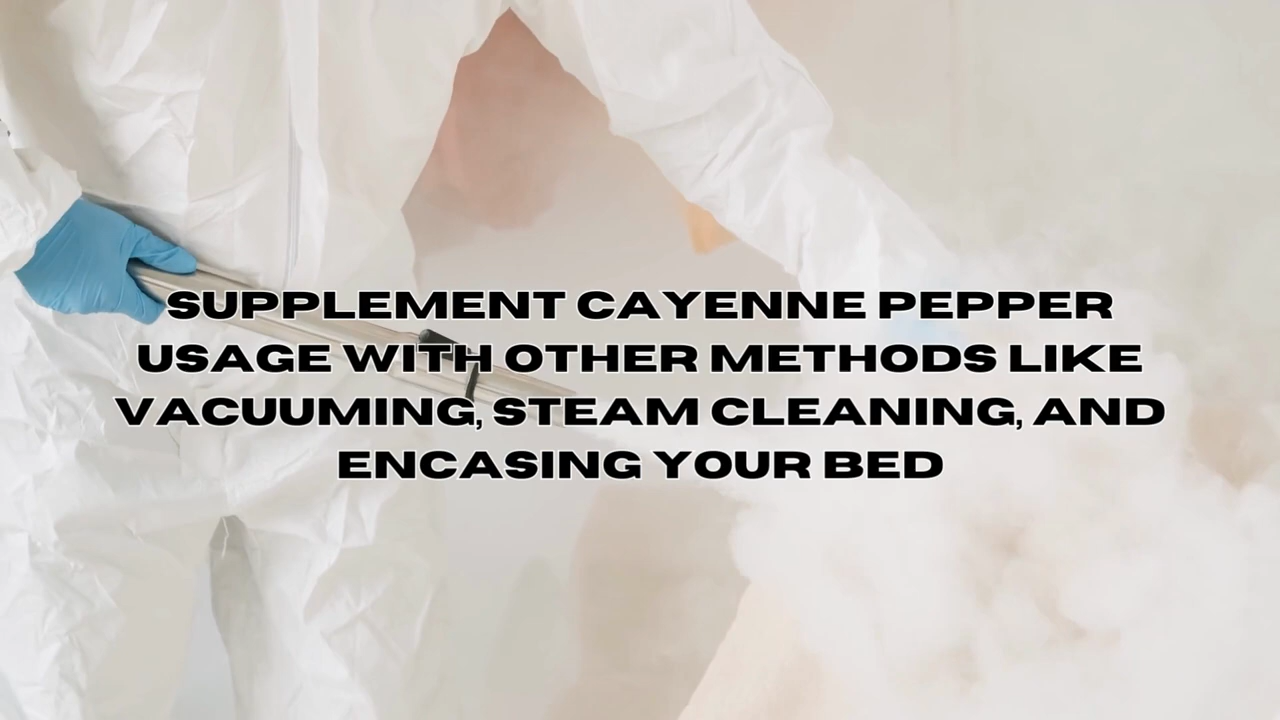 SUPPLEMENT CAYENNE PEPPER
USAGE WITH OTHER METHODS LIKE
VACUUMING, STEAM CLEANING, AND
ENCASING YOUR BED